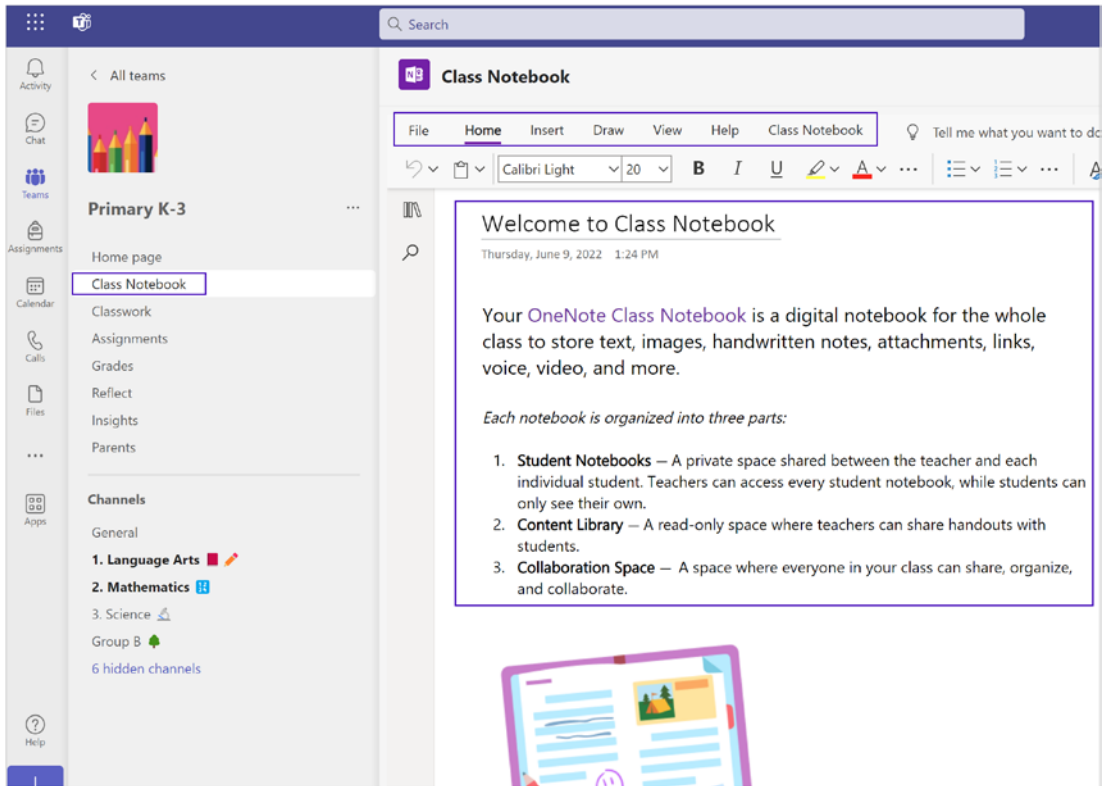 Search
Activity
Chat
Teams
Assignments
Calendar
Calls
Files
Apps
Help
All teams
Primary K-3
Home page
Class Notebook
Classwork
Assignments
Grades
Reflect
Insights
Parents
Channels
General
1. Language Arts
2. Mathematics
3. Science
Group B
6 hidden channels
Class Notebook
File Home Insert Draw View Help Class Notebook Tell me what you want to do
Calibri Light 20 B I U A
Welcome to Class Notebook
Thursday, June 9, 2022 1:24 PM
Your OneNote Class Notebook is a digital notebook for the whole
class to store text, images, handwritten notes, attachments, links,
voice, video, and more.
Each notebook is organized into three parts:
1. Student Notebooks — A private space shared between the teacher and each
individual student. Teachers can access every student notebook, while students can
only see their own.
2. Content Library — A read-only space where teachers can share handouts with
students.
3. Collaboration Space — A space where everyone in your class can share, organize,
and collaborate.